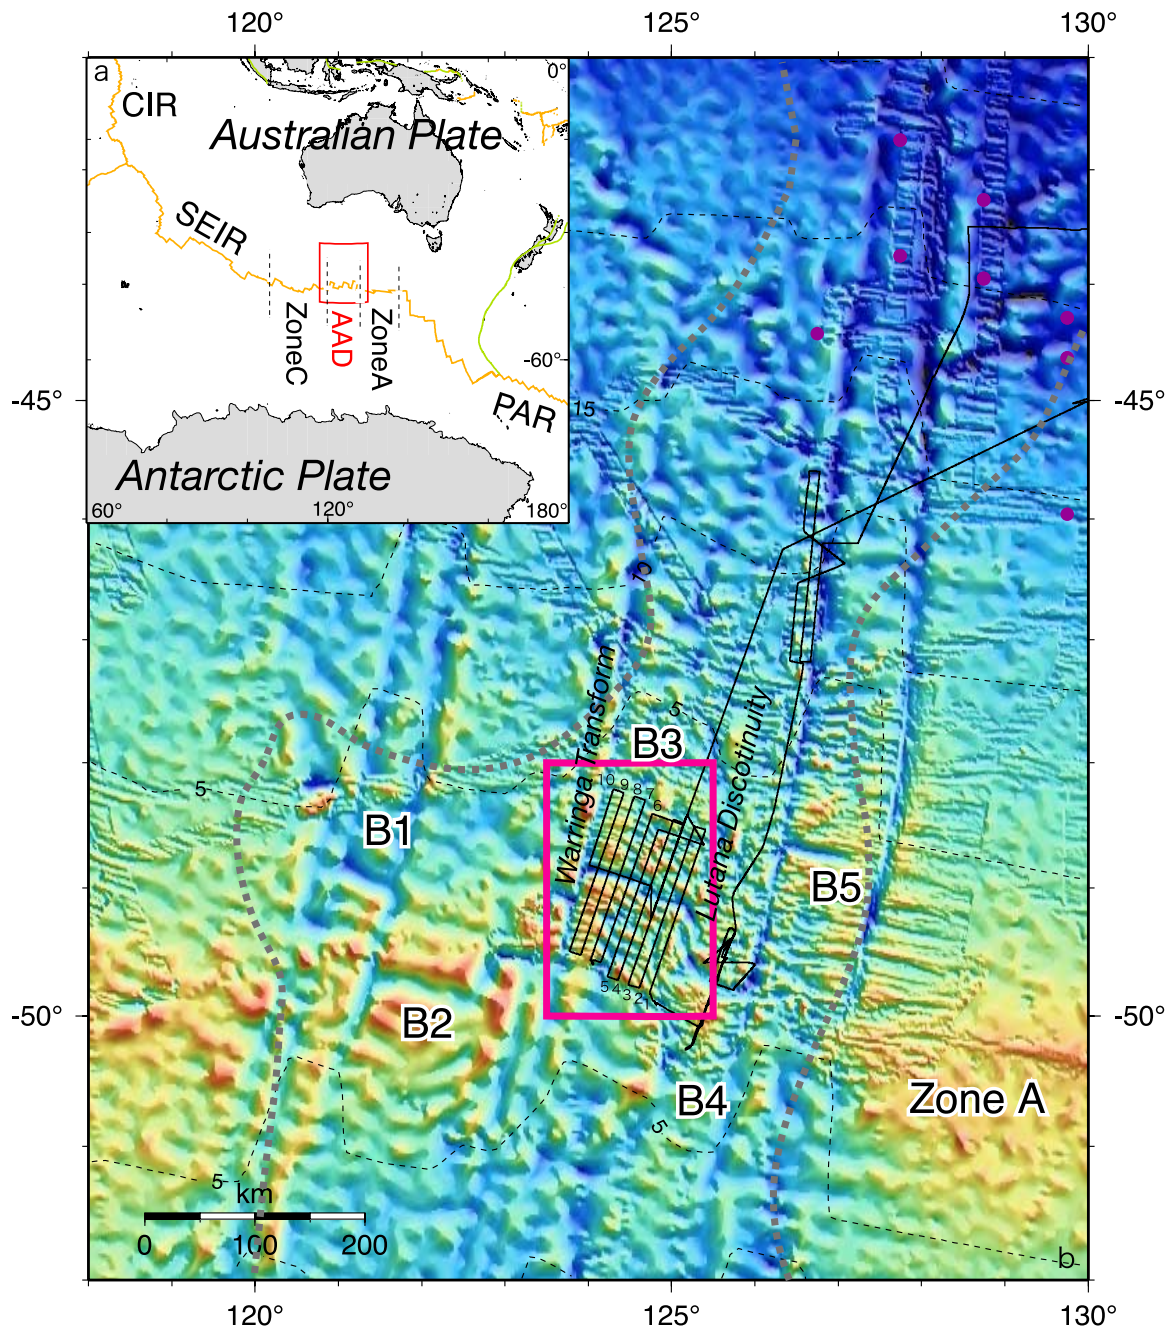 120°
125°
130°
a
0°
CIR
Australian Plate
SEIR
ZoneC
AAD
ZoneA
-60°
PAR
Antarctic Plate
60°
120°
180°
-45°
-45°
15
10
5
Warringa Transform
Lutana Discotinuity
B3
10 9 8 7
6
5
B1
B5
5 4 3 2 1
-50°
-50°
B2
B4
Zone A
5
5
km
0 100 200
b
120°
125°
130°